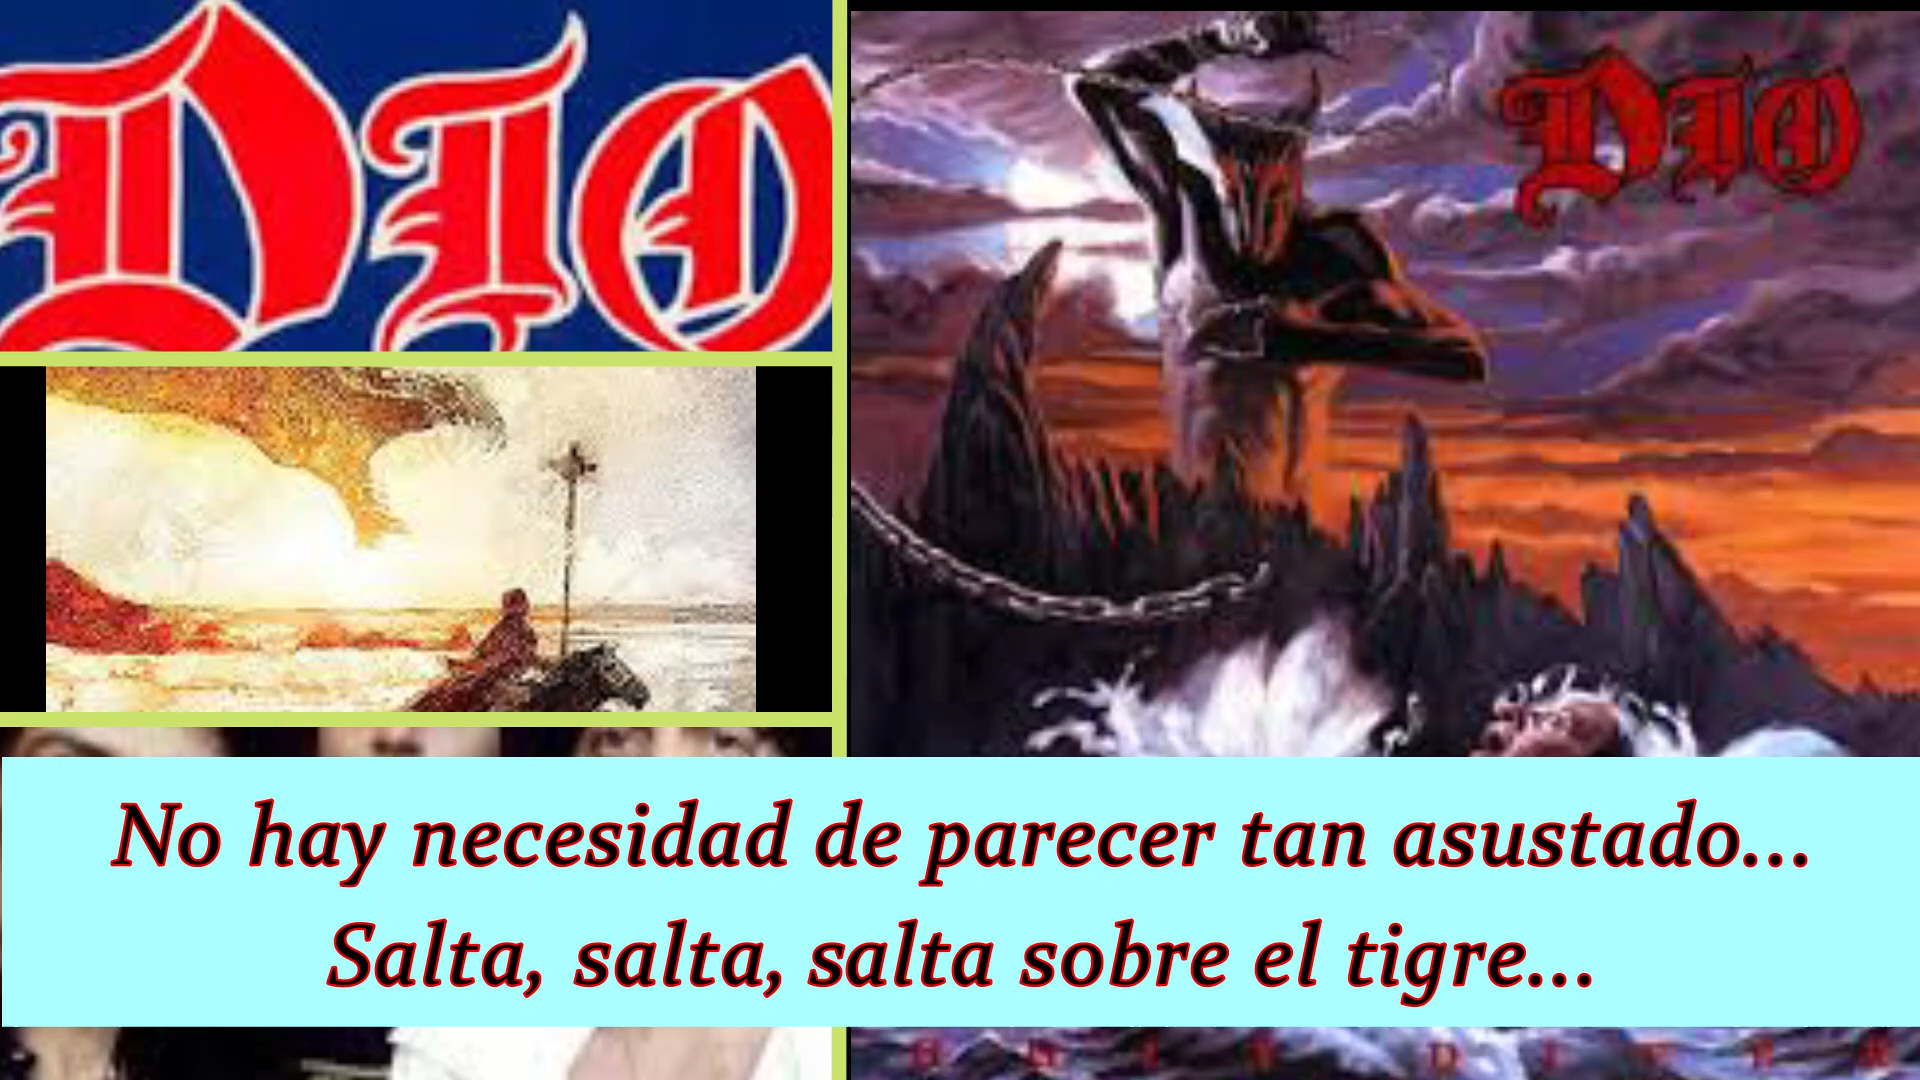 DIO
DIO
No hay necesidad de parecer tan asustado...
Salta, salta, salta sobre el tigre...